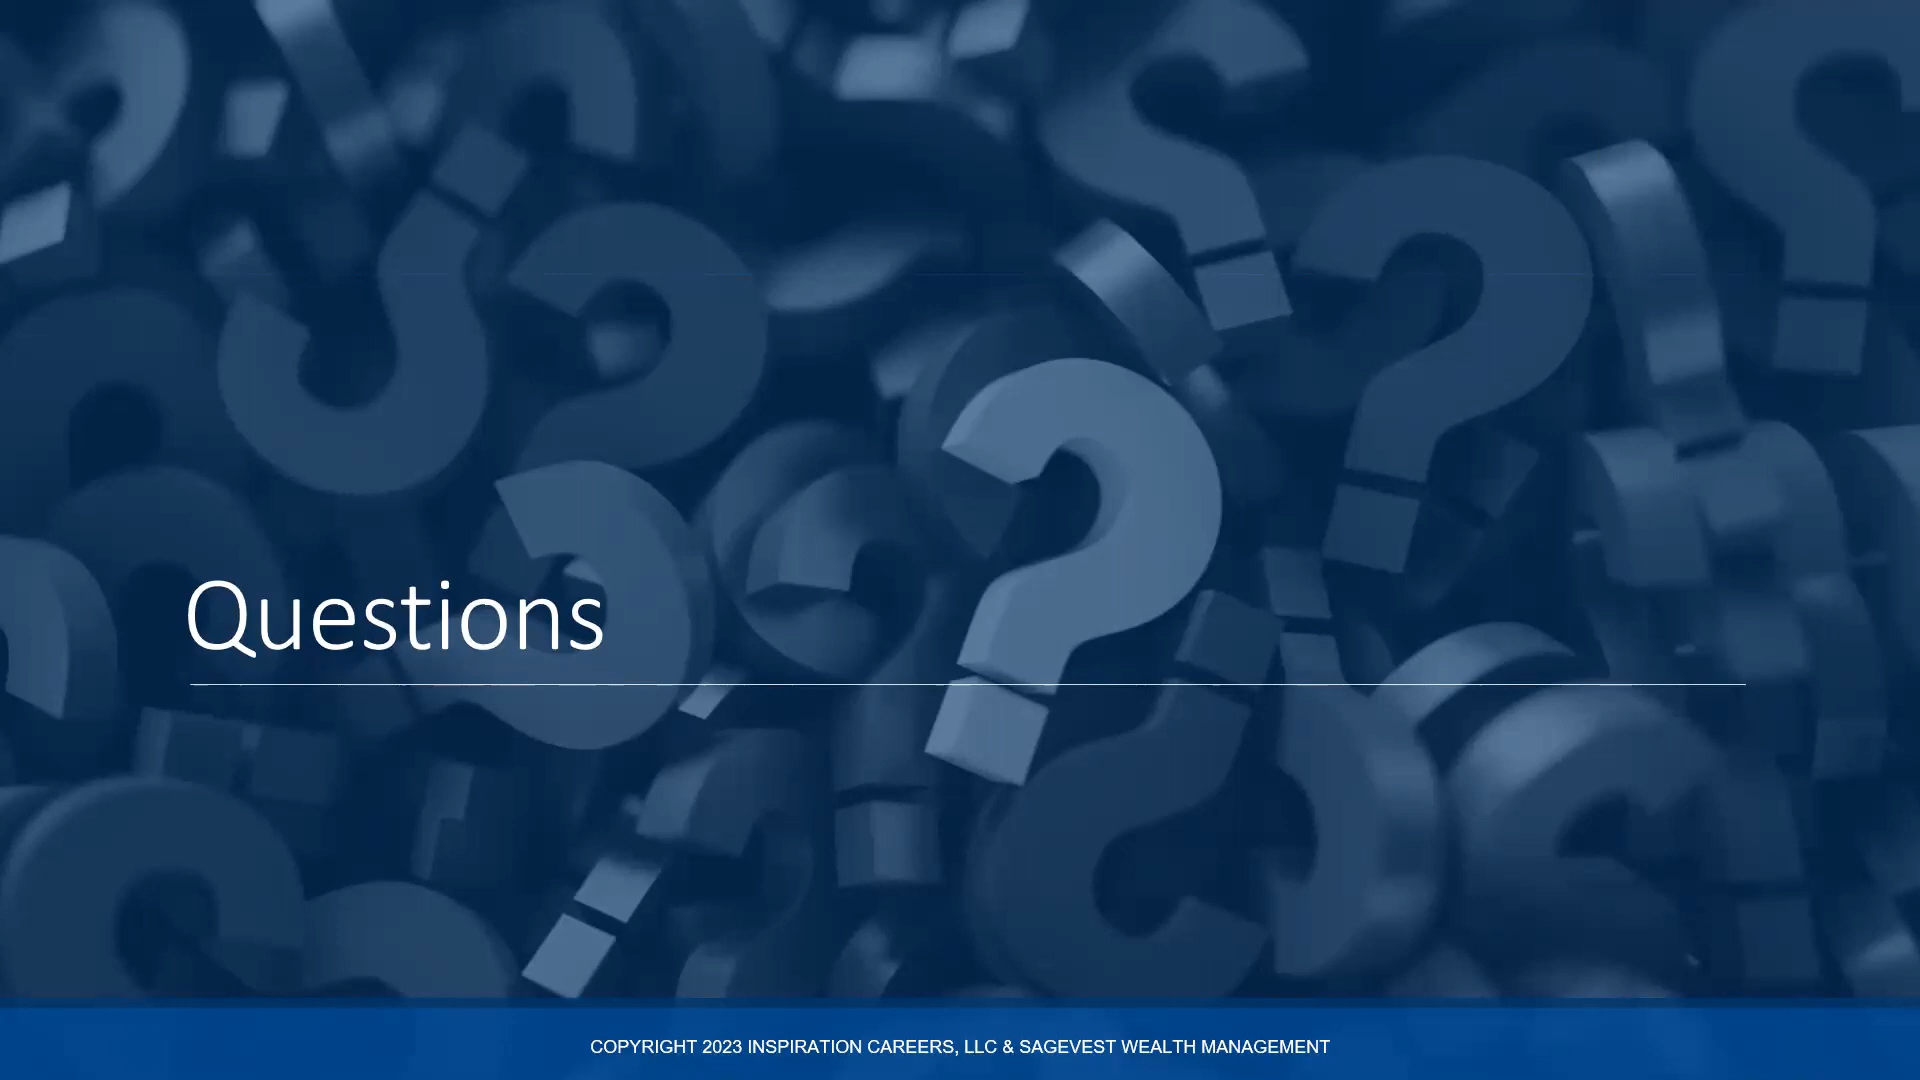 Questions
COPYRIGHT 2023 INSPIRATION CAREERS, LLC & SAGEVEST WEALTH MANAGEMENT